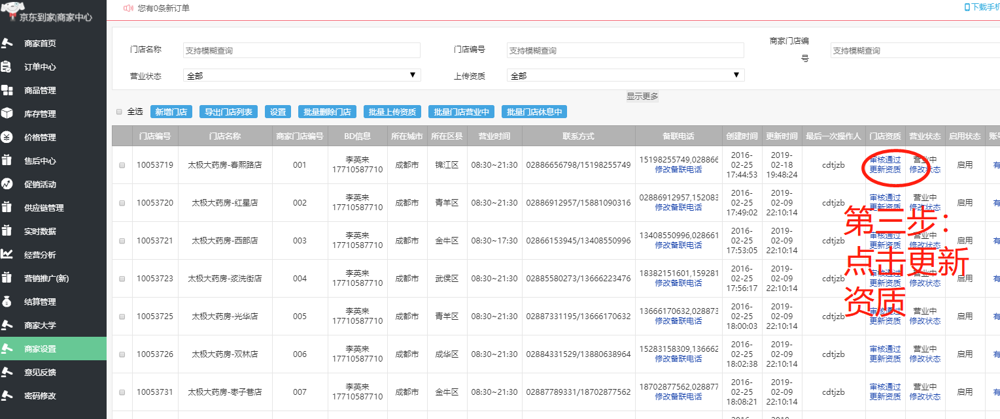 京东到家|商家中心
您有0条新订单
下载手机
商家首页
订单中心
商品管理
库存管理
价格管理
售后中心
促销活动
供应链管理
实时数据
经营分析
营销推广(新)
结算管理
商家大学
商家设置
意见反馈
密码修改
门店名称 支持模糊查询 门店编号 支持模糊查询 商家门店编号 支持模糊查询
营业状态 全部 ▼ 上传资质 全部 ▼
显示更多
全选 新增门店 导出门店列表 设置 批量删除门店 批量上传资质 批量门店营业中 批量门店休息中
门店编号 门店名称 商家门店编号 BD信息 所在城市 所在区县 营业时间 联系方式 备联电话 创建时间 更新时间 最后一次操作人 门店资质 营业状态 启用状态 账号
10053719 太极大药房-春熙路店 001 李英来 17710587710 成都市 锦江区 08:30~21:30 02886656798/15198255749 15198255749,028866 修改备联电话 2016-02-25 17:44:53 2019-02-18 19:48:24 cdtjzb 审核通过 更新资质 营业中 修改状态 启用 有
10053720 太极大药房-红星店 002 李英来 17710587710 成都市 青羊区 08:30~21:30 02886912957/15881090316 02886912957,152083 修改备联电话 2016-02-25 17:49:02 2019-02-09 22:10:14 cdtjzb 审核通过 更新资质 营业中 修改状态 启用 有
10053721 太极大药房-西部店 003 李英来 17710587710 成都市 金牛区 08:30~17:30 02866153945/13408550996 13408550996,028661 修改备联电话 2016-02-25 17:53:05 2019-02-09 22:10:14 cdtjzb 审核通过 更新资质 营业中 修改状态 启用 有
10053723 太极大药房-浆洗街店 004 李英来 17710587710 成都市 武侯区 08:30~21:30 02885580273/13666223476 18382151601,159281 修改备联电话 2016-02-25 17:56:17 2019-02-09 22:10:14 cdtjzb 审核通过 更新资质 营业中 修改状态 启用 有
10053725 太极大药房-光华店 005 李英来 17710587710 成都市 青羊区 08:30~21:30 02887331195/13666170632 13666170632,028873 修改备联电话 2016-02-25 18:00:03 2019-02-09 22:10:14 cdtjzb 审核通过 更新资质 营业中 修改状态 启用 有
10053726 太极大药房-双林店 006 李英来 17710587710 成都市 成华区 08:30~21:30 02884331529/13880638964 15283158309,136662 修改备联电话 2016-02-25 18:02:38 2019-02-09 22:10:14 cdtjzb 审核通过 更新资质 营业中 修改状态 启用 有
10053731 太极大药房-枣子巷店 007 李英来 17710587710 成都市 金牛区 08:30~21:30 02887789331/18702877562 18702877562,028877 修改备联电话 2016-02-25 18:08:21 2019-02-09 22:10:14 cdtjzb 审核通过 更新资质 营业中 修改状态 启用 有
第三步：
点击更新
资质